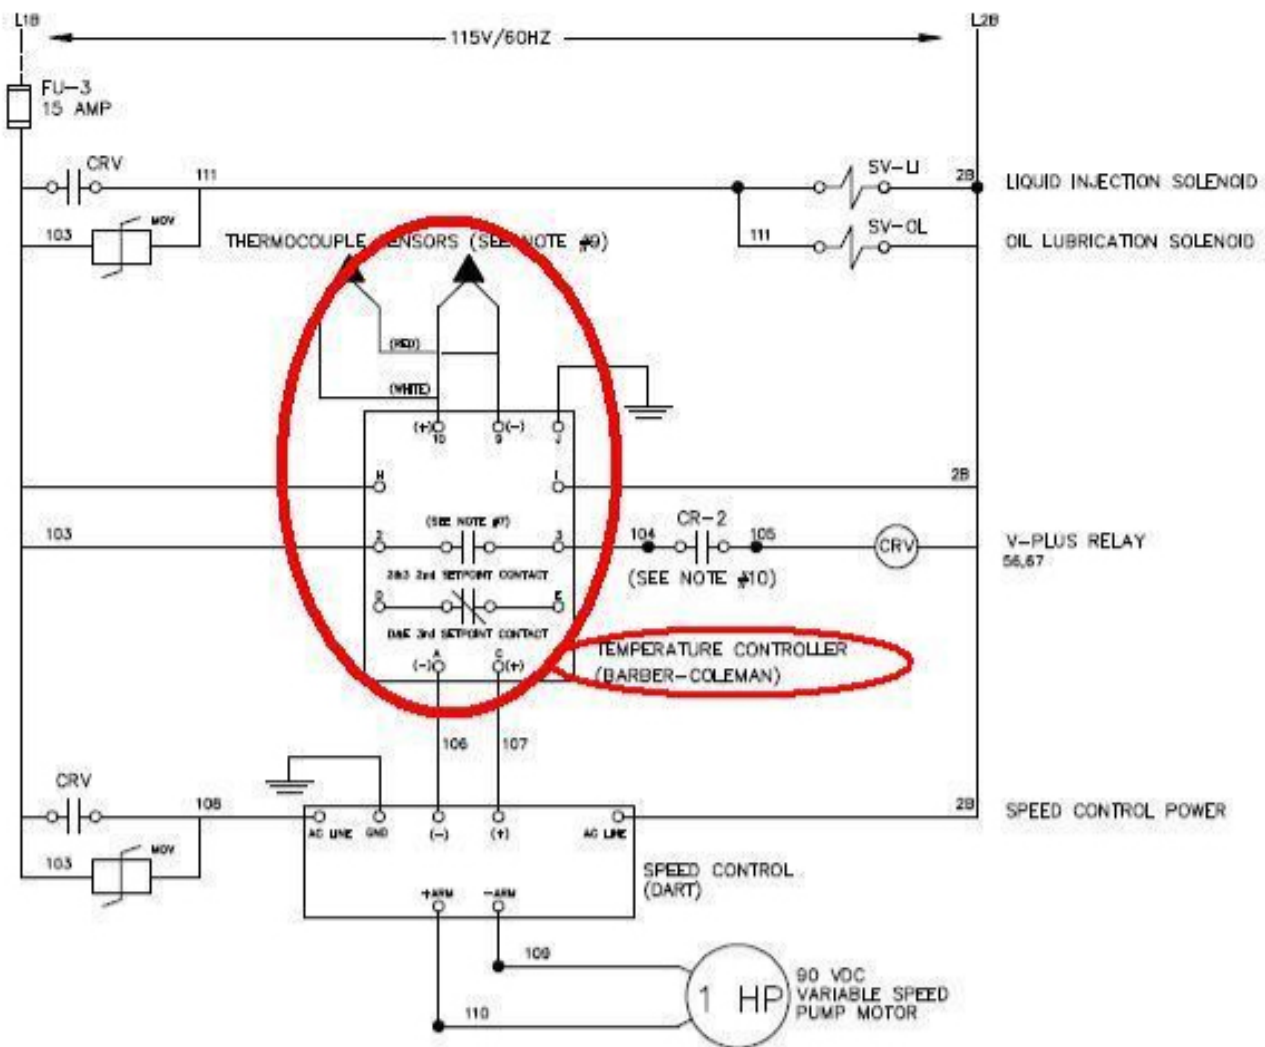 L1B
L2B
115V/60HZ
FU-3
15 AMP
CRV
111
SV-LI
2B
LIQUID INJECTION SOLENOID
103
MOV
THERMOCOUPLE SENSORS (SEE NOTE #9)
111
SV-OL
OIL LUBRICATION SOLENOID
(RED)
(WHITE)
(+)
10
9
(-)
J
H
I
2B
103
2
(SEE NOTE #7)
3
104
CR-2
105
CRV
V-PLUS RELAY
56,67
(SEE NOTE #10)
2&3 2nd SETPOINT CONTACT
D
E
D&E 3rd SETPOINT CONTACT
TEMPERATURE CONTROLLER
(BARBER-COLEMAN)
A
(-)
C
(+)
106
107
CRV
108
2B
SPEED CONTROL POWER
AC LINE
GND
(-)
(+)
AC LINE
103
MOV
SPEED CONTROL
(DART)
+ARM
-ARM
109
110
1 HP
90 VDC
VARIABLE SPEED
PUMP MOTOR